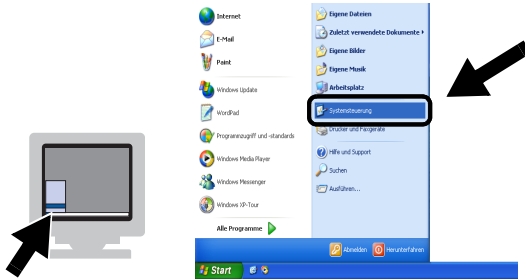 Internet
E-Mail
Paint
Windows Update
WordPad
Programmzugriff und -standards
Windows Media Player
Windows Messenger
Windows XP-Tour
Alle Programme
Eigene Dateien
Zuletzt verwendete Dokumente
Eigene Bilder
Eigene Musik
Arbeitsplatz
Systemsteuerung
Drucker und Faxgeräte
Hilfe und Support
Suchen
Ausführen...
Abmelden
Herunterfahren
Start